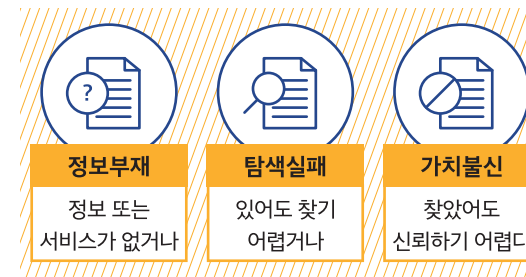 ?
정보부재
정보 또는
서비스가 없거나
탐색실패
있어도 찾기
어렵거나
가치불신
찾았어도
신뢰하기 어렵다